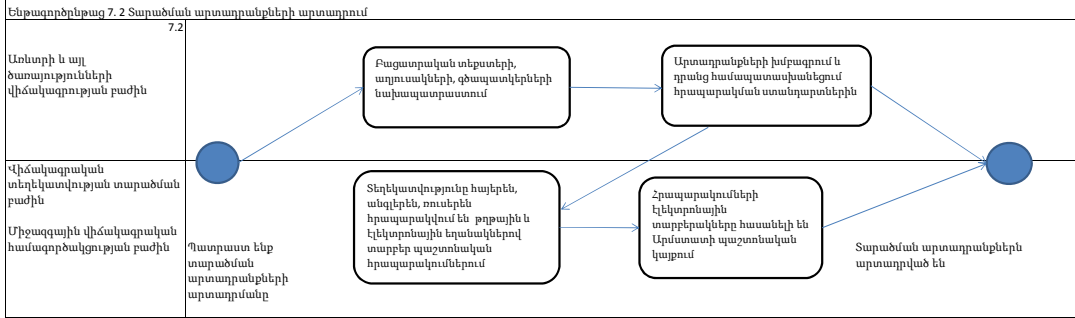 Ենթագործընթաց 7. 2 Տարածման արտադրանքների արտադրում
7.2
Առևտրի և այլ
ծառայությունների
վիճակագրության բաժին
Բացատրական տեքստերի,
աղյուսակների, գծապատկերների
նախապատրաստում
Արտադրանքների խմբագրում և
դրանց համապատասխանեցում
հրապարակման ստանդարտներին
Վիճակագրական
տեղեկատվության տարածման
բաժին
Միջազգային վիճակագրական
համագործակցության բաժին
Պատրաստ ենք
տարածման
արտադրանքների
արտադրմանը
Տեղեկատվությունը հայերեն,
անգլերեն, ռուսերեն
հրապարակվում են թղթային և
էլեկտրոնային եղանակներով
տարբեր պաշտոնական
հրապարակումներում
Հրապարակումների
էլեկտրոնային
տարբերակները հասանելի են
Արմստատի պաշտոնական
կայքում
Տարածման արտադրանքներն
արտադրված են